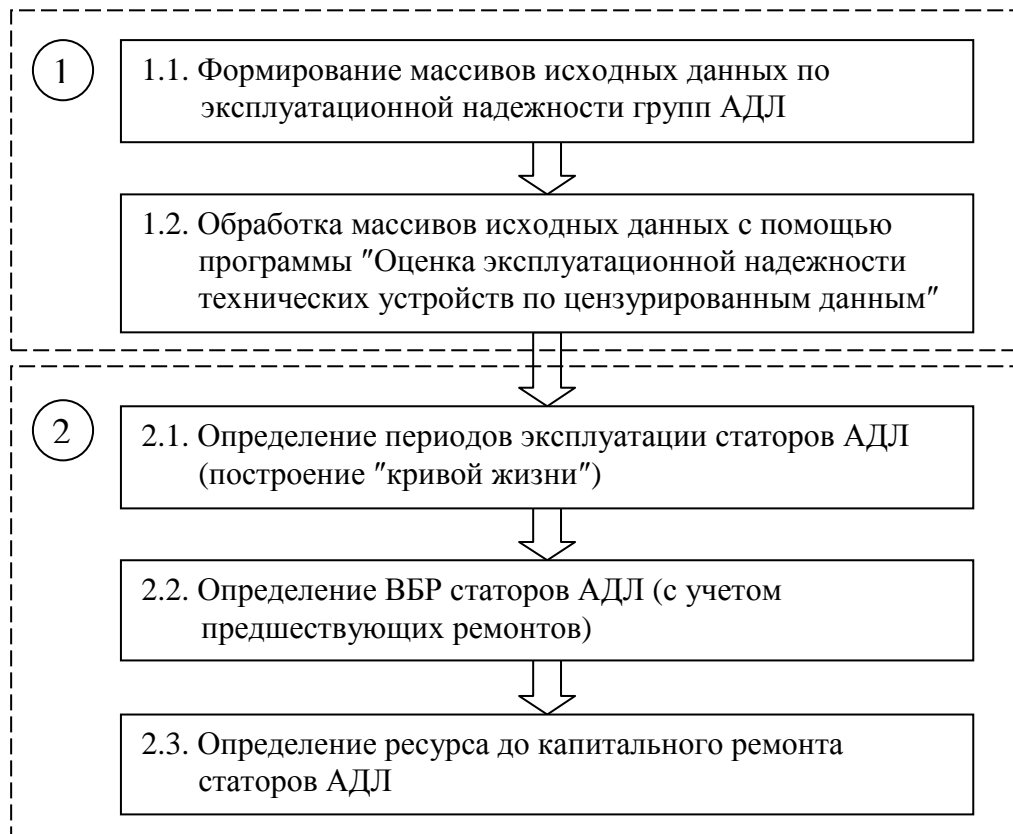 1
1.1. Формирование массивов исходных данных по
эксплуатационной надежности групп АДЛ
1.2. Обработка массивов исходных данных с помощью
программы "Оценка эксплуатационной надежности
технических устройств по цензурированным данным"
2
2.1. Определение периодов эксплуатации статоров АДЛ
(построение "кривой жизни")
2.2. Определение ВБР статоров АДЛ (с учетом
предшествующих ремонтов)
2.3. Определение ресурса до капитального ремонта
статоров АДЛ